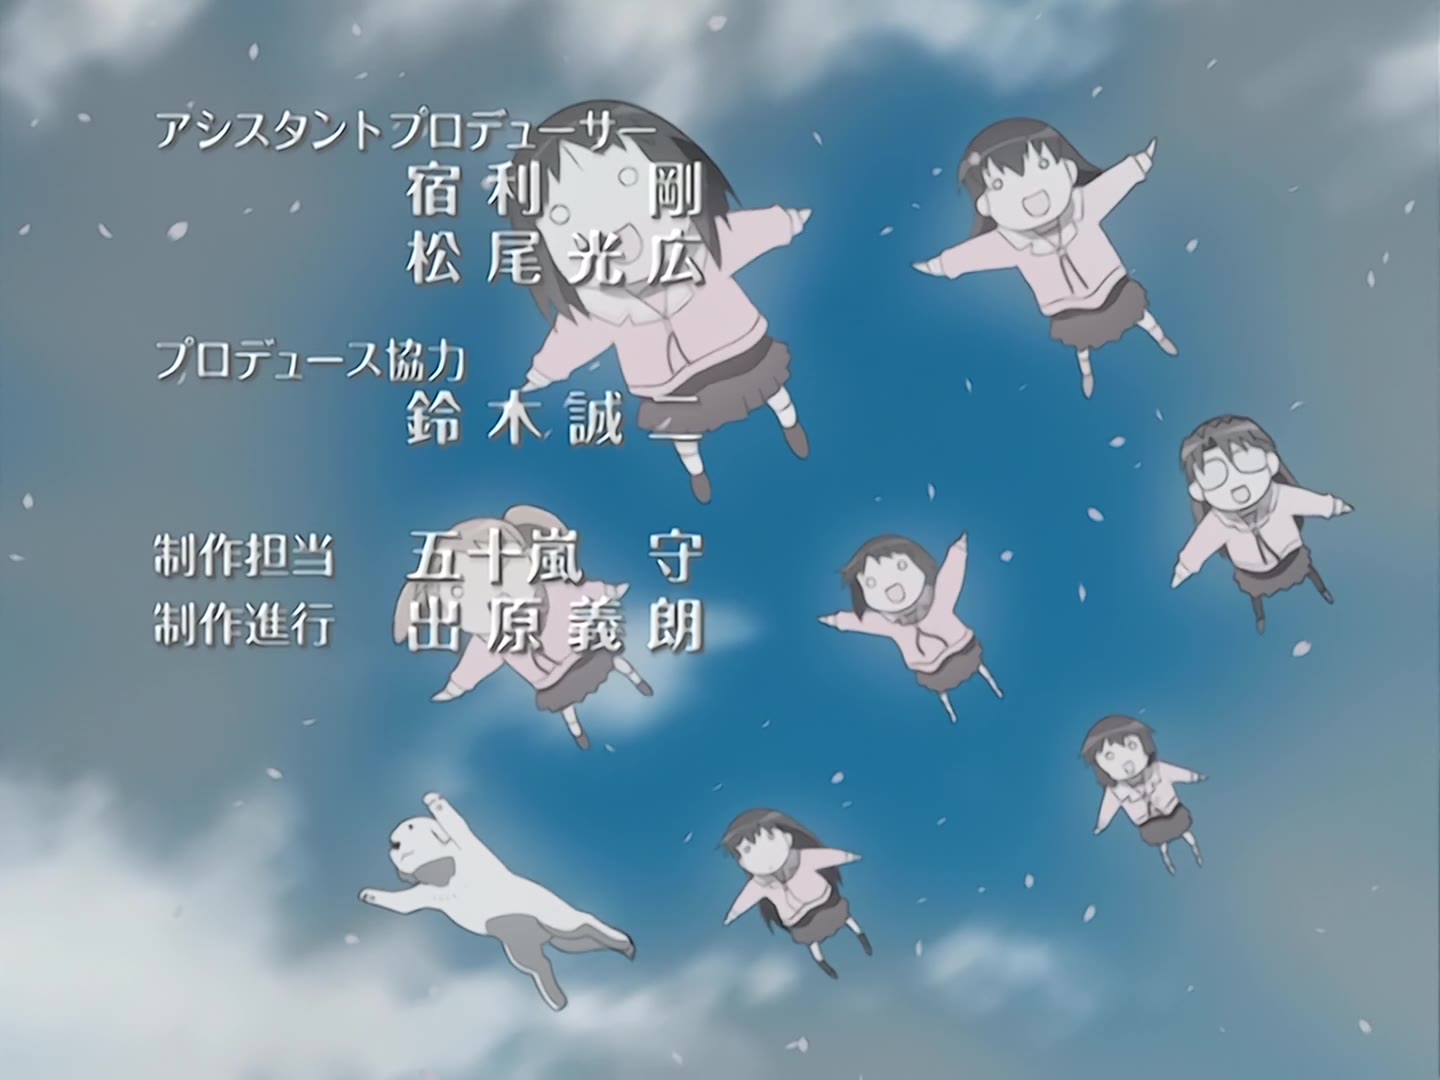 アシスタントプロデューサー
宿利 剛
松尾光広
プロデュース協力
鈴木誠二
制作担当 五十嵐 守
制作進行 出原義朗